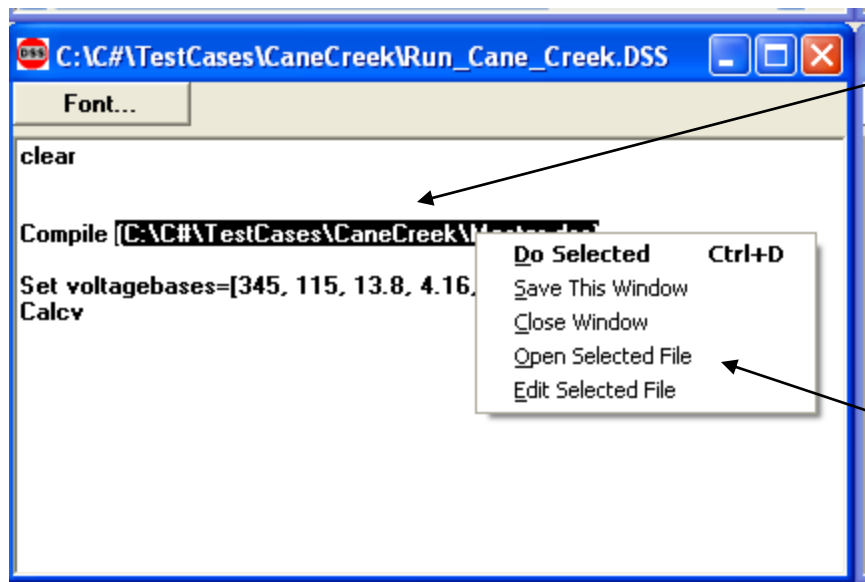 DSS C:\C#\TestCases\CaneCreek\Run_Cane_Creek.DSS
Font...
clear
Compile (C:\C#\TestCases\CaneCreek\
Do Selected Ctrl+D
Save This Window
Set voltagebases=[345, 115, 13.8, 4.16,
Calcv
Close Window
Open Selected File
Edit Selected File